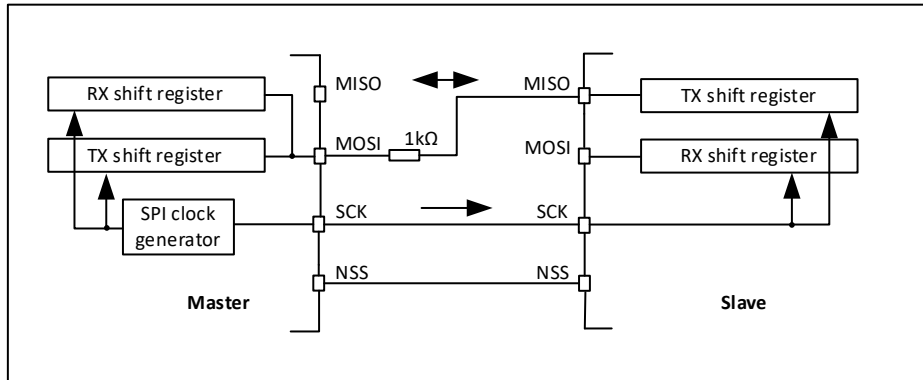 MISO
MISO
RX shift register
TX shift register
MOSI
1kΩ
MOSI
TX shift register
RX shift register
SPI clock
generator
SCK
SCK
NSS
NSS
Master
Slave